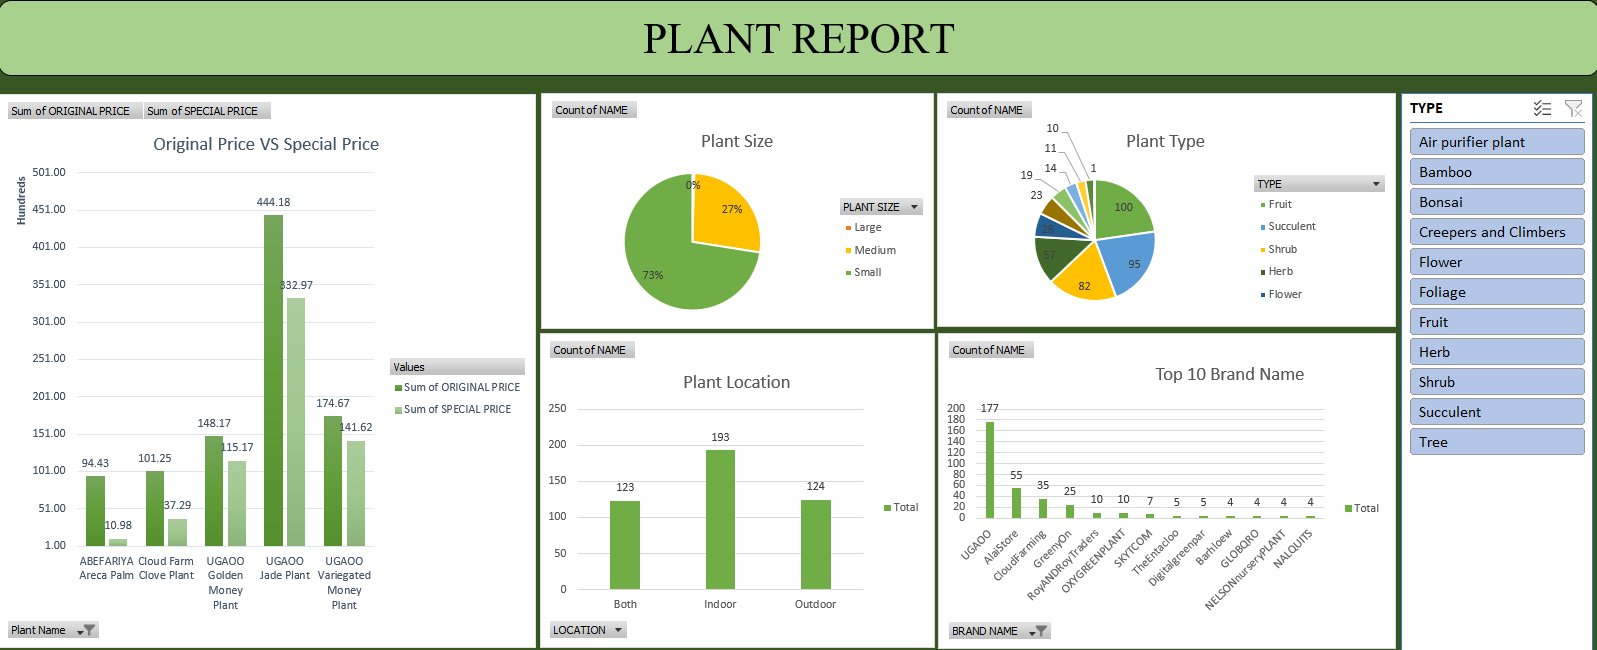 PLANT REPORT
Sum of ORIGINAL PRICE
Sum of SPECIAL PRICE
Original Price VS Special Price
Hundreds
501.00
451.00
401.00
351.00
301.00
251.00
201.00
151.00
101.00
51.00
1.00
94.43
10.98
101.25
37.29
148.17
115.17
444.18
332.97
174.67
141.62
ABEFARIYA
Areca Palm
Cloud Farm
Clove Plant
UGAOO
Golden
Money
Plant
UGAOO
Jade Plant
UGAOO
Variegated
Money
Plant
Values
Sum of ORIGINAL PRICE
Sum of SPECIAL PRICE
Plant Name
Count of NAME
Plant Size
0%
27%
73%
PLANT SIZE
Large
Medium
Small
Count of NAME
Plant Type
100
95
82
57
28
23
19
14
11
10
1
TYPE
Fruit
Succulent
Shrub
Herb
Flower
Count of NAME
Plant Location
250
200
150
100
50
0
123
193
124
Both
Indoor
Outdoor
Total
LOCATION
Count of NAME
Top 10 Brand Name
200
180
160
140
120
100
80
60
40
20
0
177
55
35
25
10
10
7
5
5
4
4
4
4
UGAOO
AlaiStore
CloudFarming
GreenyOn
RoyANDRoyTraders
OXYGREENPLANT
SKYTCOM
TheEntacloo
Digitalgreenpar
Barhloew
GLOBQRO
NELSONnurseryPLANT
NALQUITS
Total
BRAND NAME
TYPE
Air purifier plant
Bamboo
Bonsai
Creepers and Climbers
Flower
Foliage
Fruit
Herb
Shrub
Succulent
Tree